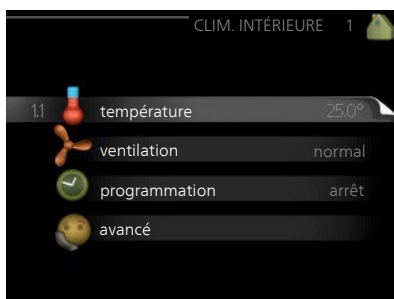 CLIM. INTÉRIEURE 1
1.1 température 25.0°
ventilation normal
programmation arrêt
avancé